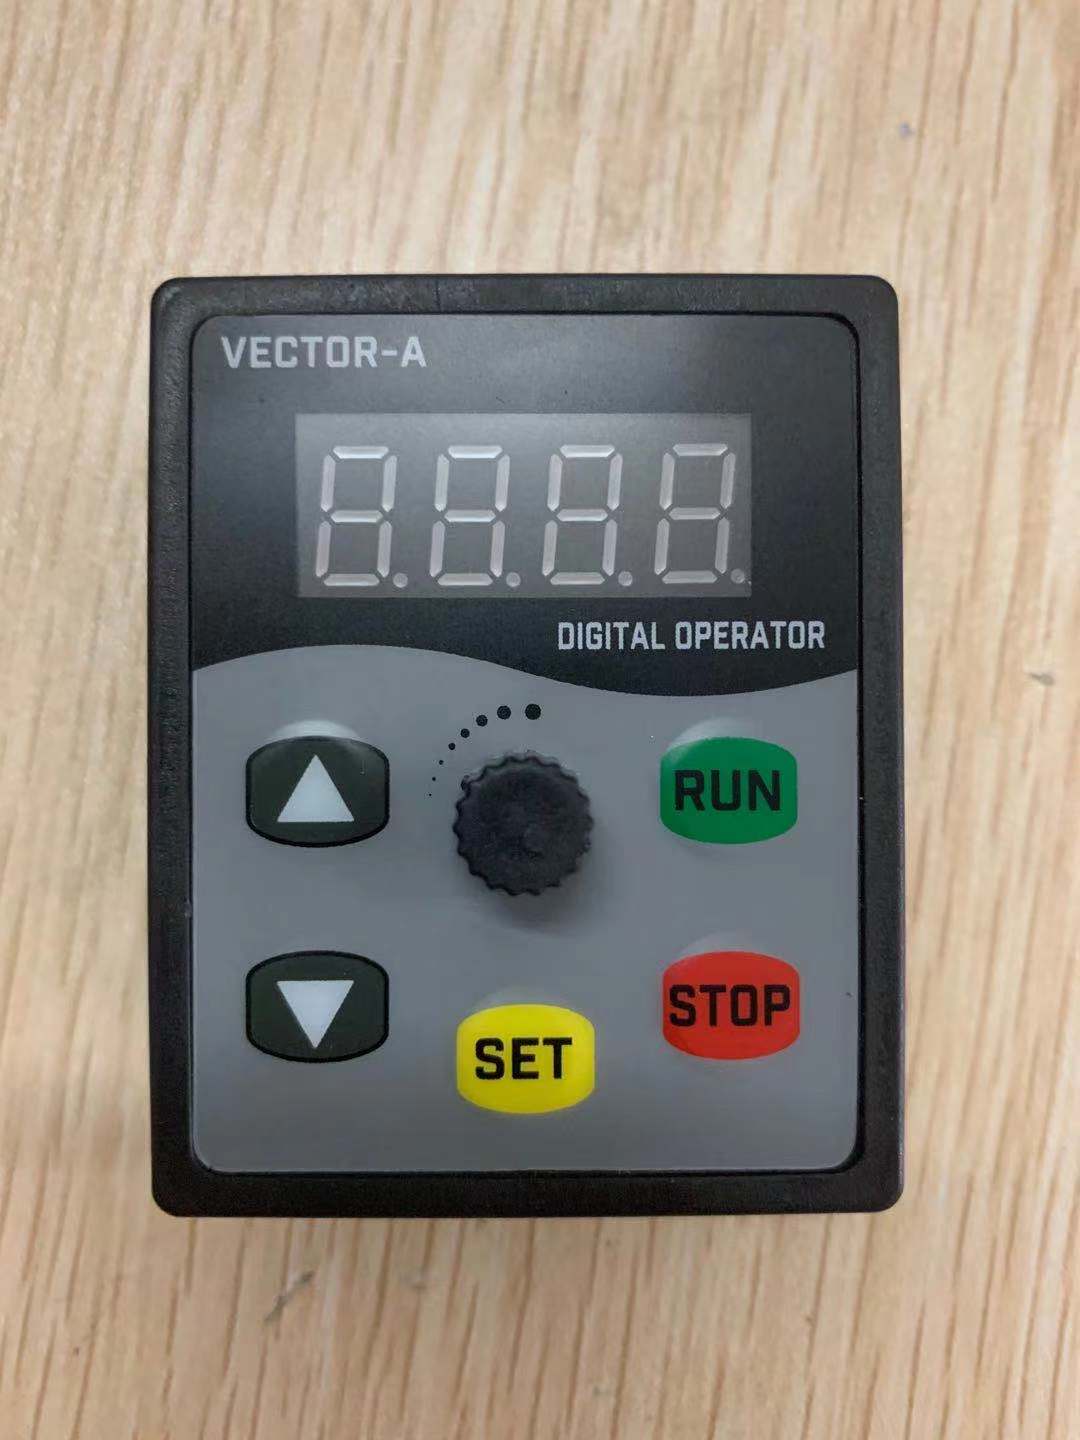 VECTOR-A
DIGITAL OPERATOR
RUN
STOP
SET